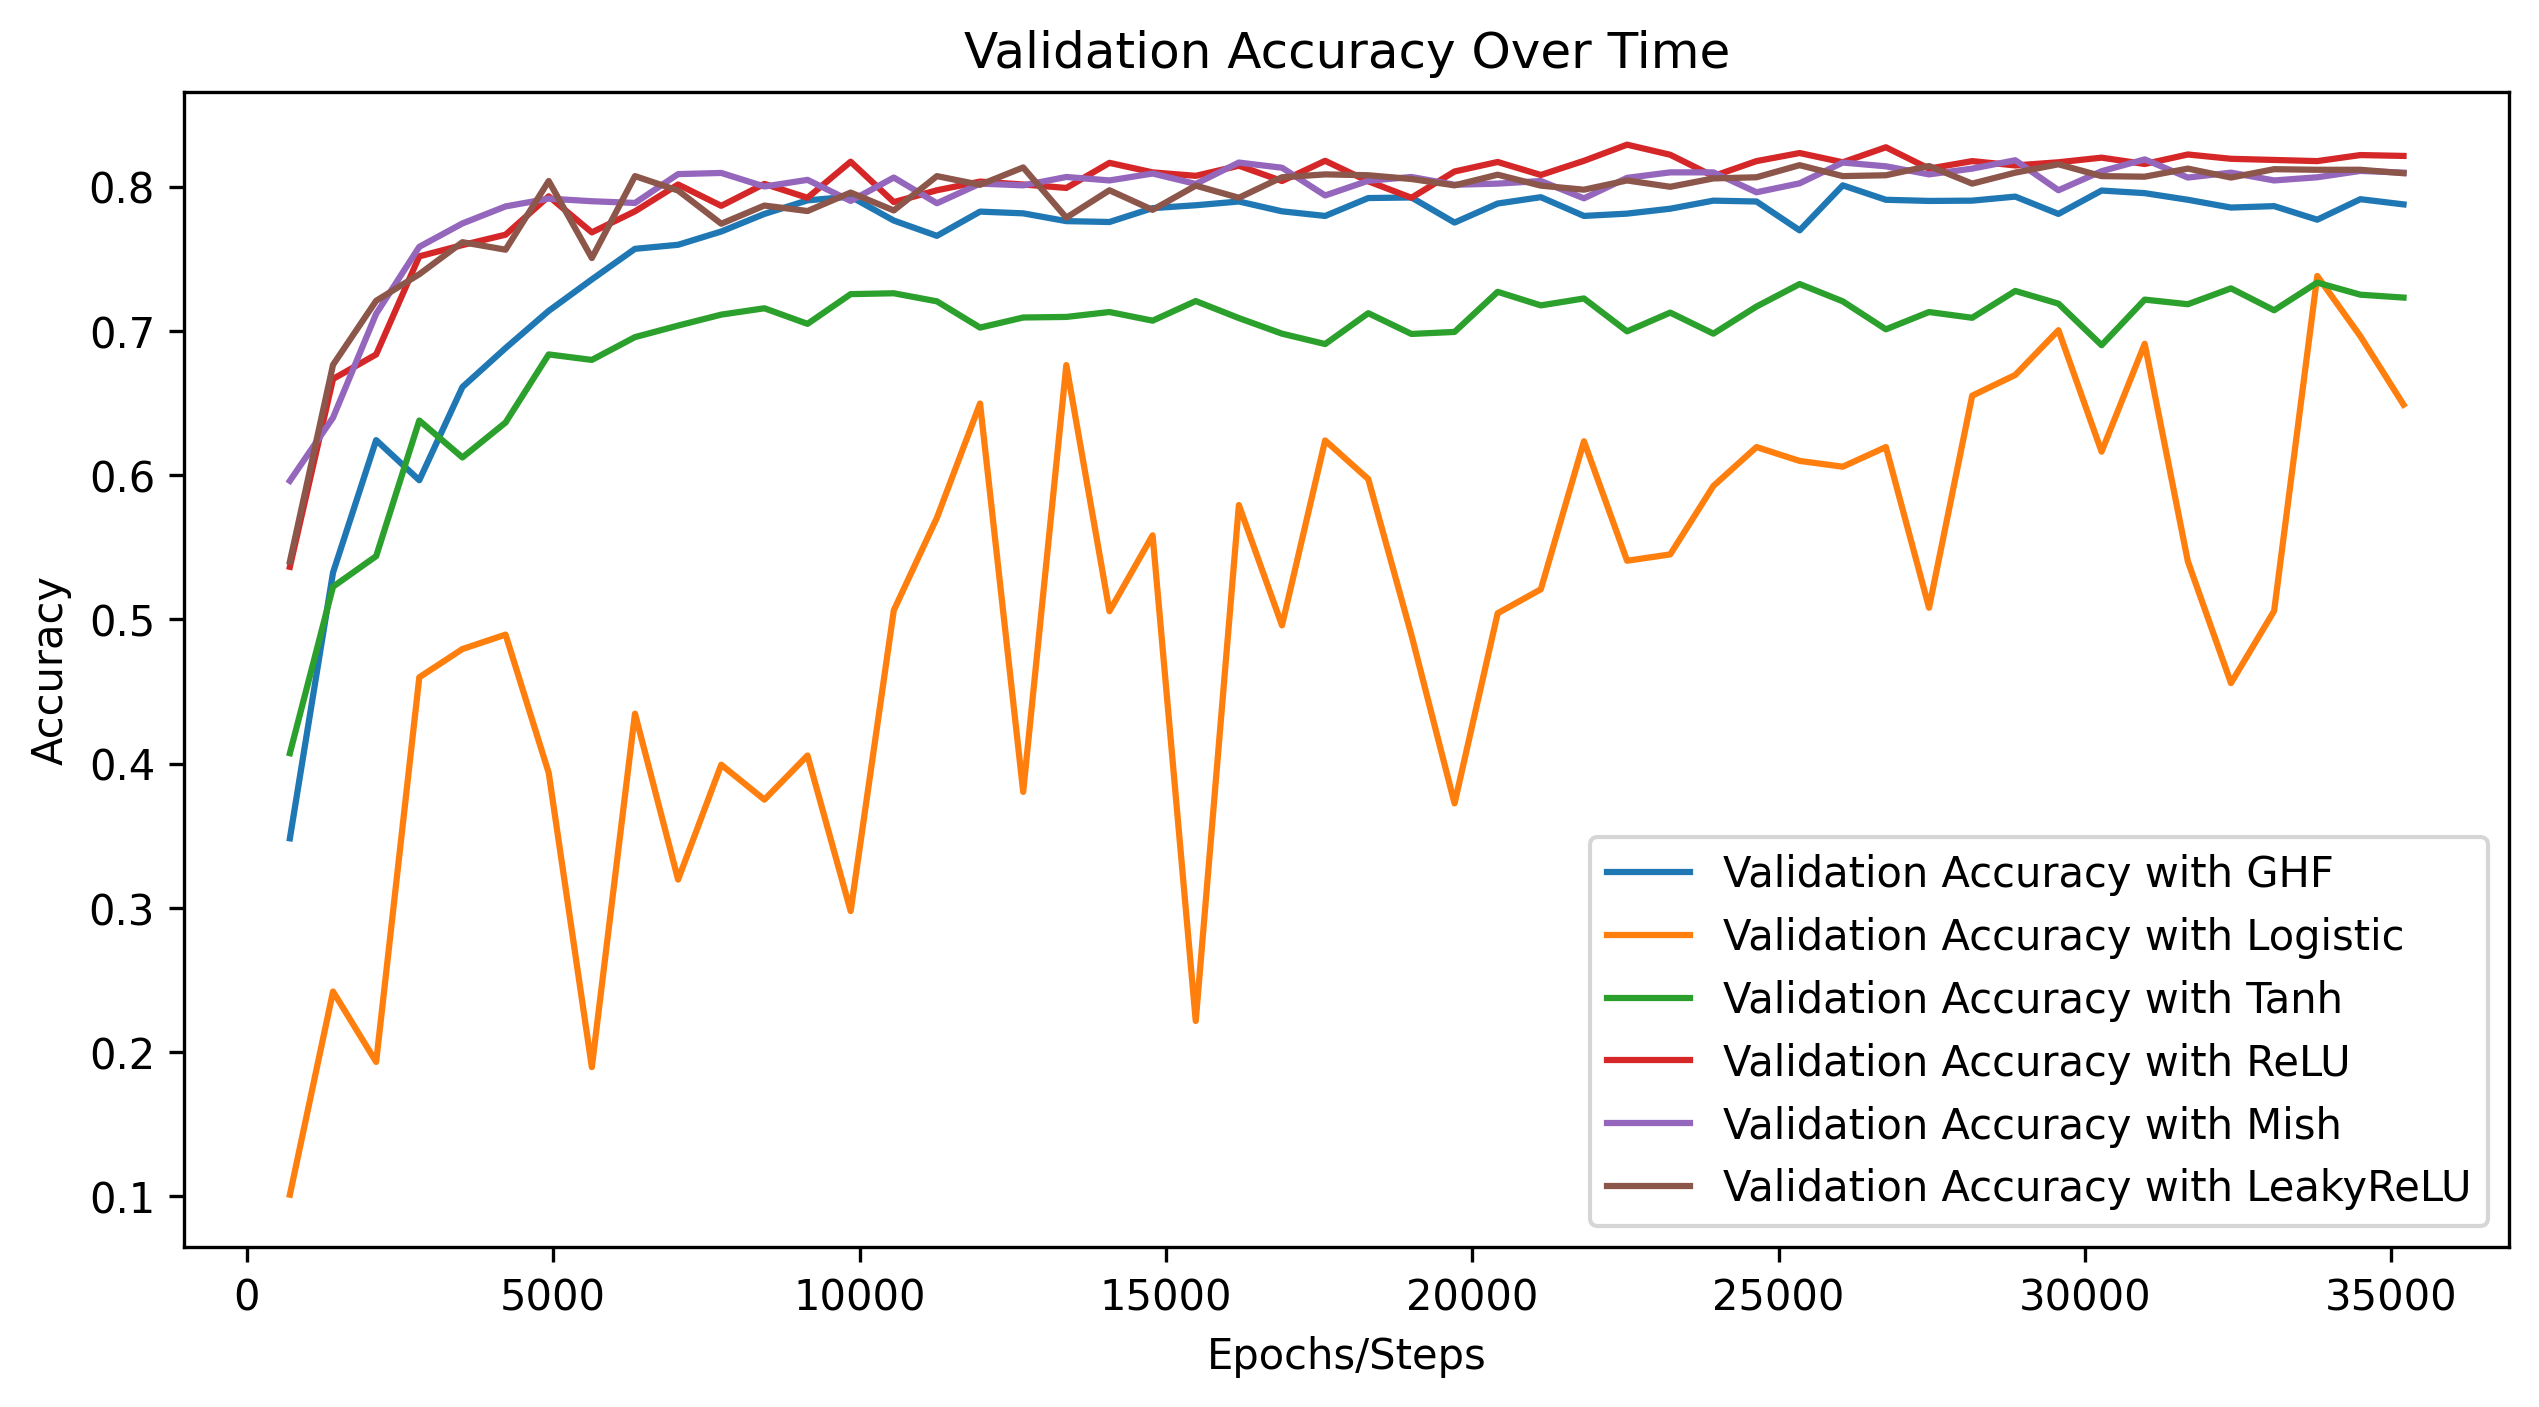 Validation Accuracy Over Time
Accuracy
0.8
0.7
0.6
0.5
0.4
0.3
0.2
0.1
0 5000 10000 15000 20000 25000 30000 35000
Epochs/Steps
Validation Accuracy with GHF
Validation Accuracy with Logistic
Validation Accuracy with Tanh
Validation Accuracy with ReLU
Validation Accuracy with Mish
Validation Accuracy with LeakyReLU